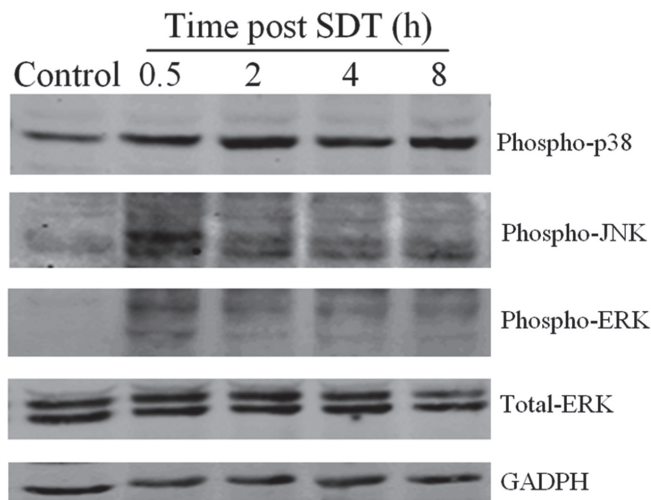 Time post SDT (h)
Control 0.5 2 4 8
Phospho-p38
Phospho-JNK
Phospho-ERK
Total-ERK
GADPH